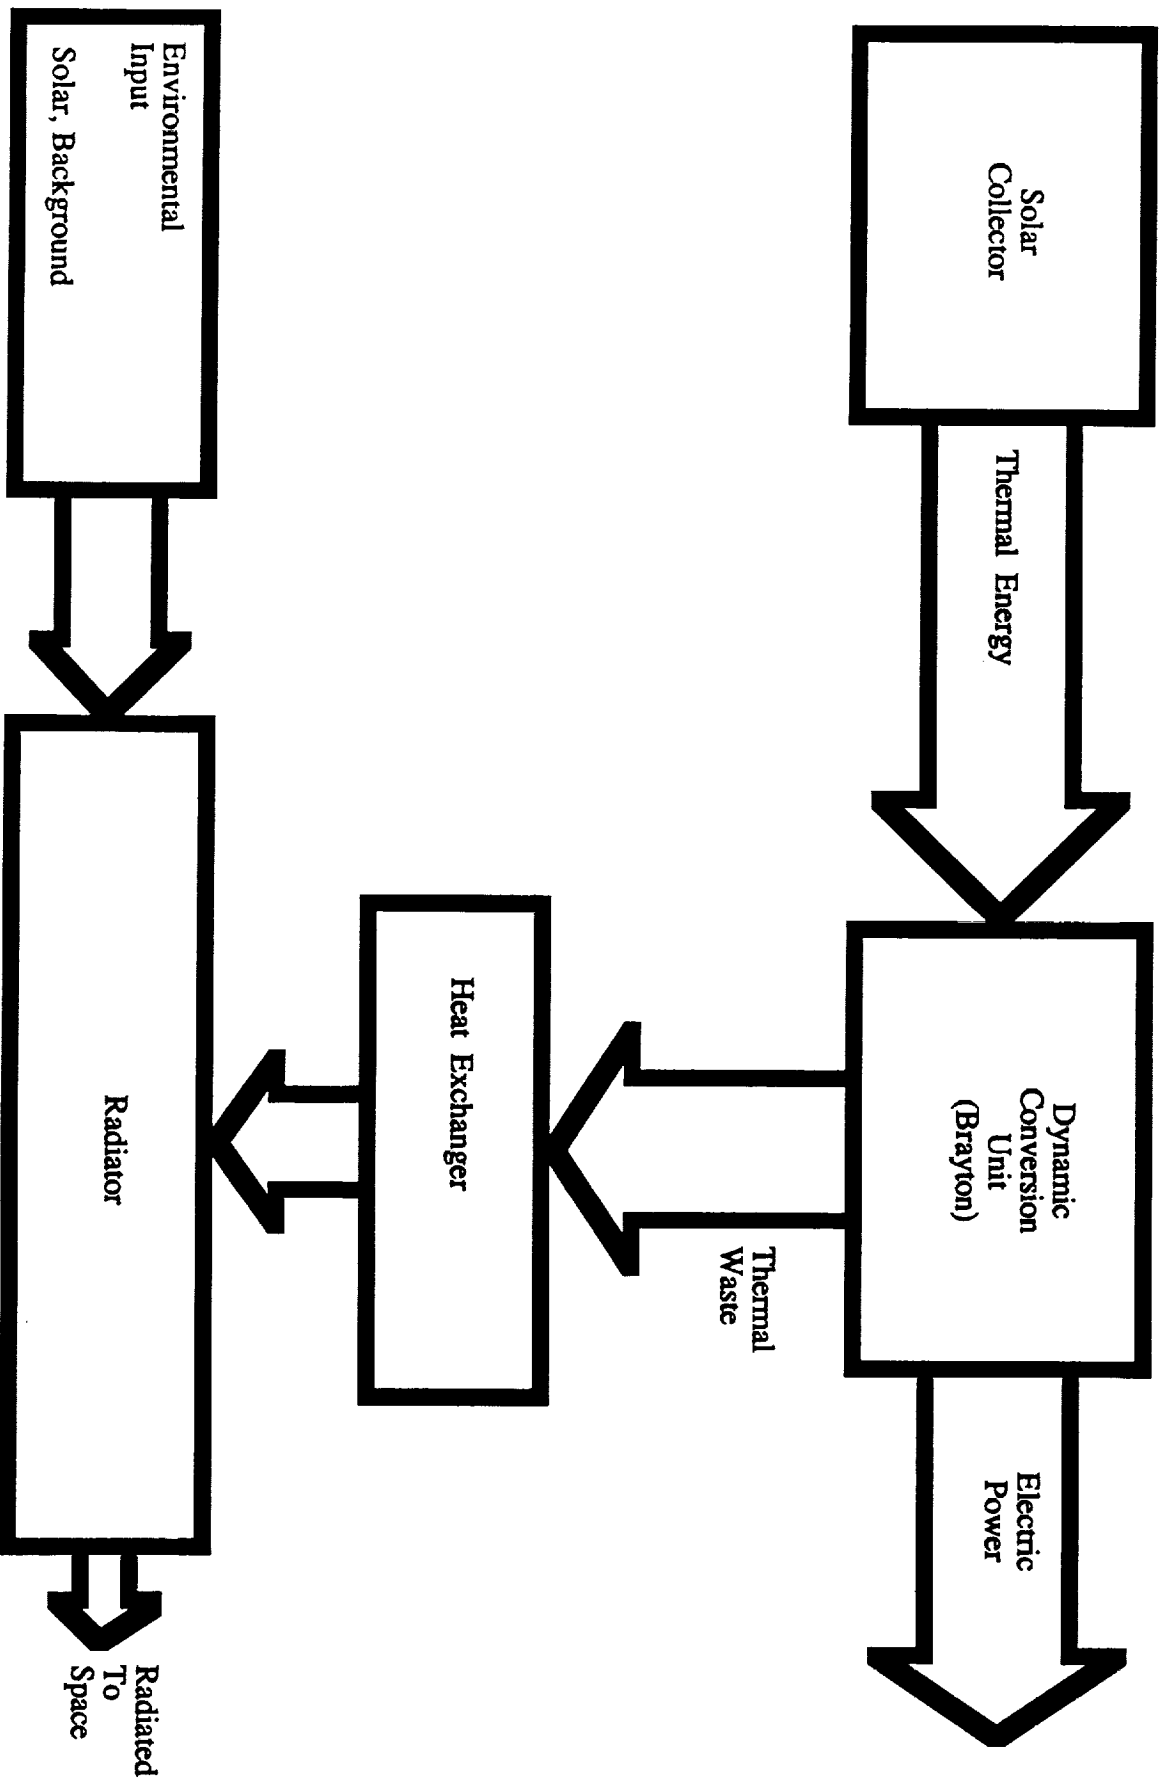 Solar
Collector
Thermal Energy
Dynamic
Conversion
Unit
(Brayton)
Electric
Power
Thermal
Waste
Heat Exchanger
Environmental
Input
Solar, Background
Radiator
Radiated
To
Space